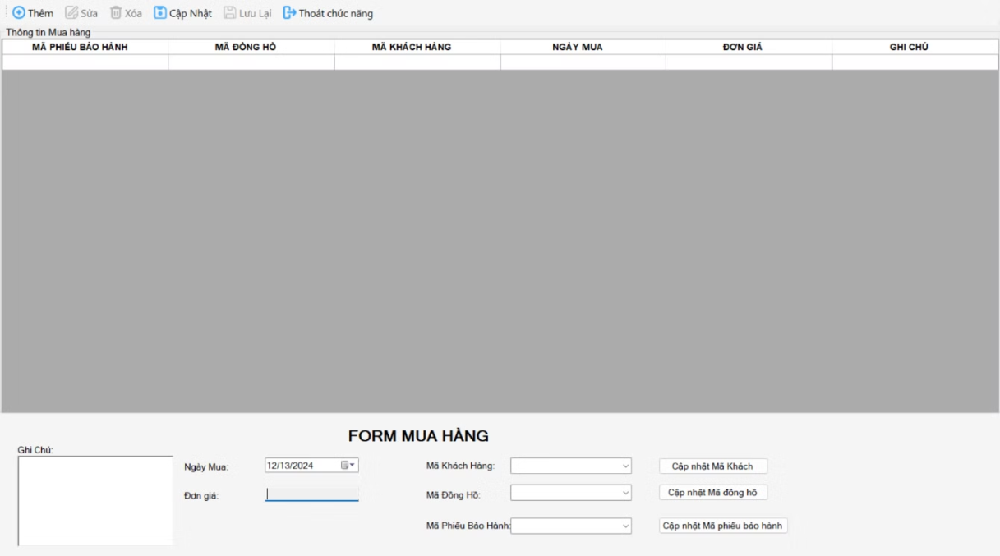 Thêm Sửa Xóa Cập Nhật Lưu Lại Thoát chức năng
Thông tin Mua hàng
MÃ PHIẾU BẢO HÀNH MÃ ĐỒNG HỒ MÃ KHÁCH HÀNG NGÀY MUA ĐƠN GIÁ GHI CHÚ
FORM MUA HÀNG
Ghi Chú:
Ngày Mua: 12/13/2024 Mã Khách Hàng: Cập nhật Mã Khách
Đơn giá: Mã Đồng Hồ: Cập nhật Mã đồng hồ
Mã Phiếu Bảo Hành: Cập nhật Mã phiếu bảo hành